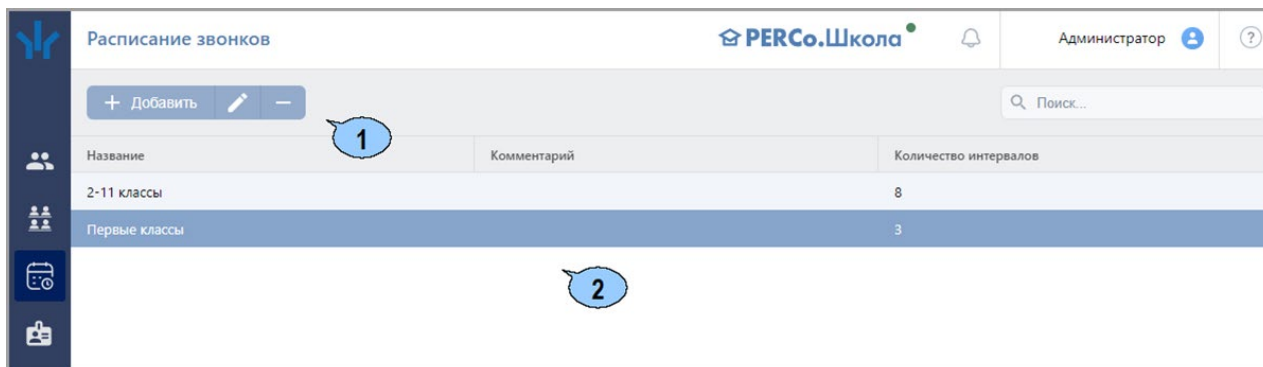 Расписание звонков PERCo.Школа Администратор ?
+ Добавить Поиск...
1
Название Комментарий Количество интервалов
2-11 классы 8
Первые классы 3
2